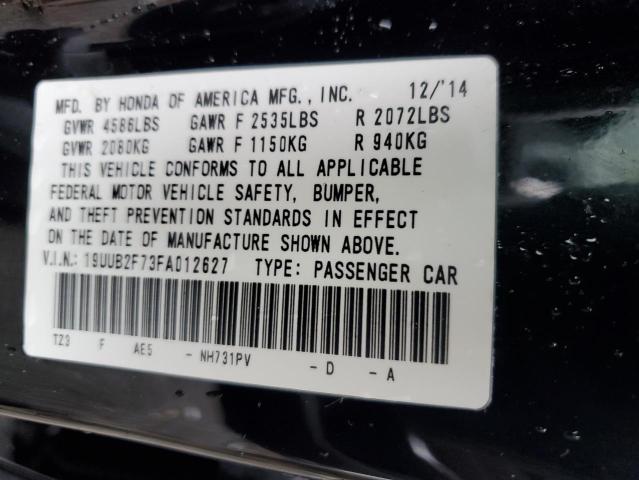 MFD. BY HONDA OF AMERICA MFG., INC. 12/'14
GVWR 4586LBS GAWR F 2535LBS R 2072LBS
GVWR 2080KG GAWR F 1150KG R 940KG
THIS VEHICLE CONFORMS TO ALL APPLICABLE
FEDERAL MOTOR VEHICLE SAFETY, BUMPER,
AND THEFT PREVENTION STANDARDS IN EFFECT
ON THE DATE OF MANUFACTURE SHOWN ABOVE.
V.I.N.: 19UUB2F73FA012627 TYPE: PASSENGER CAR
TZ3 F AE5 - NH731PV - D - A